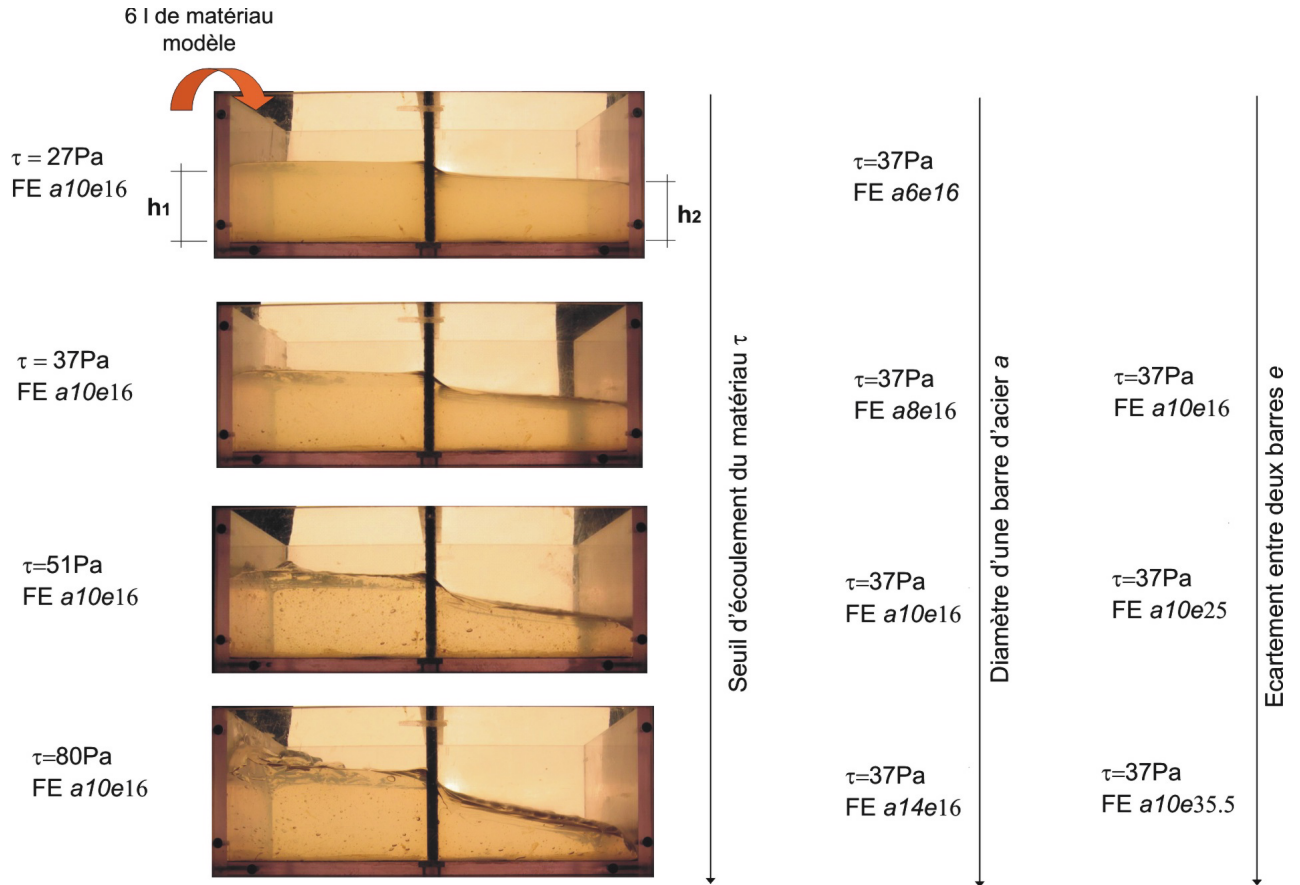 6 l de matériau
modèle
τ = 27Pa
FE a10e16
h1
h2
τ = 37Pa
FE a10e16
τ=51Pa
FE a10e16
τ=80Pa
FE a10e16
Seuil d'écoulement du matériau τ
τ=37Pa
FE a6e16
τ=37Pa
FE a8e16
τ=37Pa
FE a10e16
τ=37Pa
FE a14e16
Diamètre d'une barre d'acier a
τ=37Pa
FE a10e16
τ=37Pa
FE a10e25
τ=37Pa
FE a10e35.5
Ecartement entre deux barres e